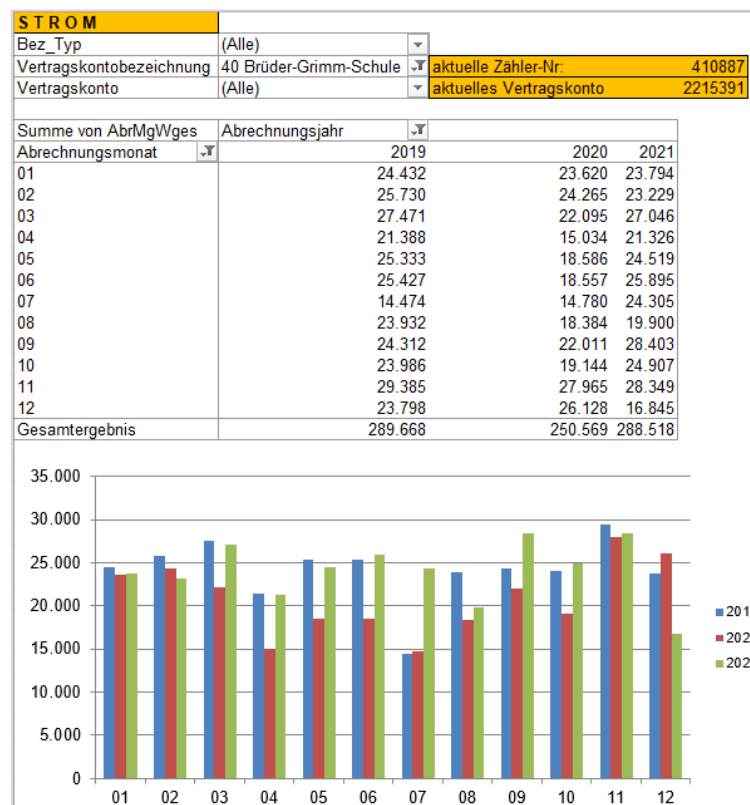 STROM
Bez_Typ (Alle)
Vertragskontobezeichnung 40 Brüder-Grimm-Schule aktuelle Zähler-Nr: 410887
Vertragskonto (Alle) aktuelles Vertragskonto 2215391
Summe von AbrMgWges Abrechnungsjahr
Abrechnungsmonat 2019 2020 2021
01 24.432 23.620 23.794
02 25.730 24.265 23.229
03 27.471 22.095 27.046
04 21.388 15.034 21.326
05 25.333 18.586 24.519
06 25.427 18.557 25.895
07 14.474 14.780 24.305
08 23.932 18.384 19.900
09 24.312 22.011 28.403
10 23.986 19.144 24.907
11 29.385 27.965 28.349
12 23.798 26.128 16.845
Gesamtergebnis 289.668 250.569 288.518
35.000
30.000
25.000
20.000
15.000
10.000
5.000
0
01 02 03 04 05 06 07 08 09 10 11 12
201
202
202